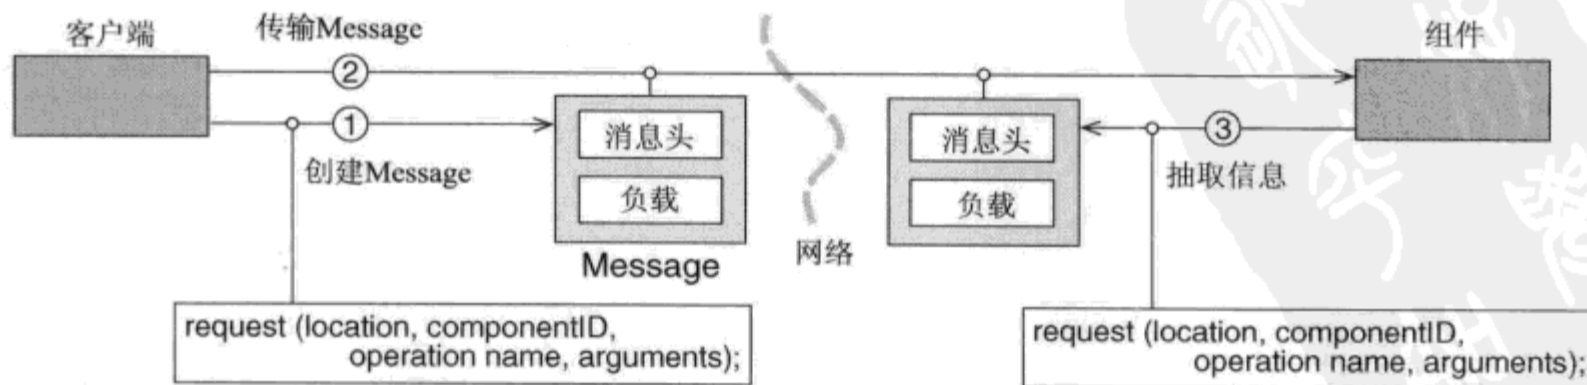 客户端
传输Message
组件
②
①
创建Message
消息头
负载
Message
网络
消息头
负载
③
抽取信息
request (location, componentID,
operation name, arguments);
request (location, componentID,
operation name, arguments);